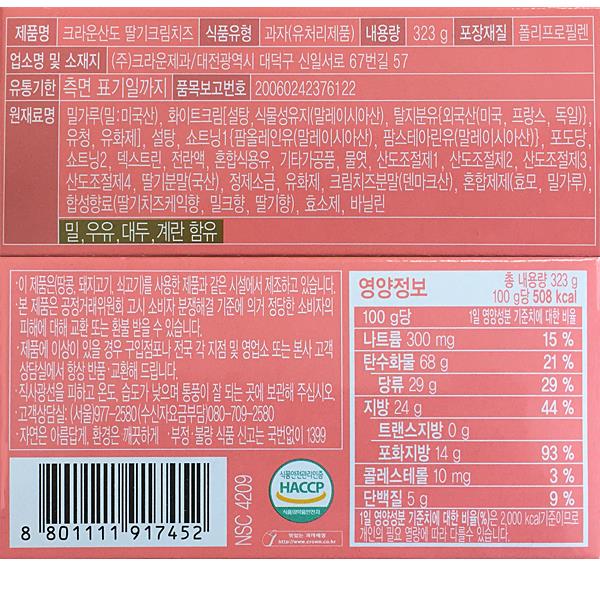 제품명 크라운산도 딸기크림치즈 식품유형 과자(유처리제품) 내용량 323 g 포장재질 폴리프로필렌
업소명 및 소재지 (주)크라운제과/대전광역시 대덕구 신일서로 67번길 57
유통기한 측면 표기일까지 품목보고번호 20060242376122
원재료명 밀가루(밀:미국산), 화이트크림[설탕,식물성유지(말레이시아산), 탈지분유{외국산(미국, 프랑스, 독일)},
유청, 유화제], 설탕, 쇼트닝1{팜올레인유(말레이시아산), 팜스테아린유(말레이시아산)}, 포도당,
쇼트닝2, 덱스트린, 전란액, 혼합식용유, 기타가공품, 물엿, 산도조절제1, 산도조절제2, 산도조절제3,
산도조절제4, 딸기분말(국산), 정제소금, 유화제, 크림치즈분말(덴마크산), 혼합제제(효모, 밀가루),
합성향료(딸기치즈케익향, 밀크향, 딸기향), 효소제, 바닐린
밀,우유,대두,계란 함유
·이 제품은(땅콩, 돼지고기, 쇠고기)를 사용한 제품과 같은 시설에서 제조하고 있습니다.
·본 제품은 공정거래위원회 고시 소비자 분쟁해결 기준에 의거 정당한 소비자의
피해에 대해 교환 또는 환불 받을 수 있습니다.
·제품에 이상이 있을 경우 구입점포나 전국 각 지점 및 영업소 또는 본사 고객
상담실에서 항상 반품·교환해 드립니다.
·직사광선을 피하고 온도, 습도가 낮으며 통풍이 잘 되는 곳에 보관해 주십시오.
·고객상담실: (서울)977-2580(수신자요금부담)080-709-2580
·자연은 아름답게, 환경은 깨끗하게 ·부정·불량 식품 신고는 국번없이 1399
8 801111 917452
NSC 4209
식품안전관리인증
HACCP
식품의약품안전처
맛있는 과자예쁨
http://www.crown.co.kr
영양정보 총 내용량 323 g
100 g당 508 kcal
100 g당 1일 영양성분 기준치에 대한 비율
나트륨 300 mg 15 %
탄수화물 68 g 21 %
당류 29 g 29 %
지방 24 g 44 %
트랜스지방 0 g
포화지방 14 g 93 %
콜레스테롤 10 mg 3 %
단백질 5 g 9 %
1일 영양성분 기준치에 대한 비율(%)은 2,000 kcal기준이므로
개인의 필요 열량에 따라 다를수 있습니다.